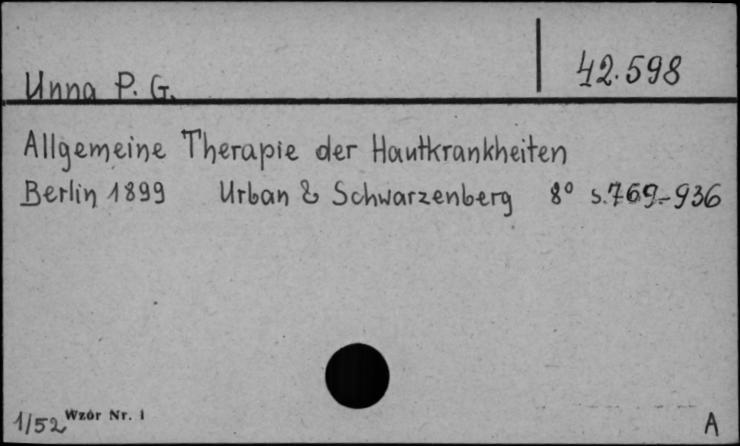 42.598
Unna P. G.
Allgemeine Therapie der Hautkrankheiten
Berlin 1899 Urban & Schwarzenberg 8° s.769-936
1/52 Wzór Nr. 1
A